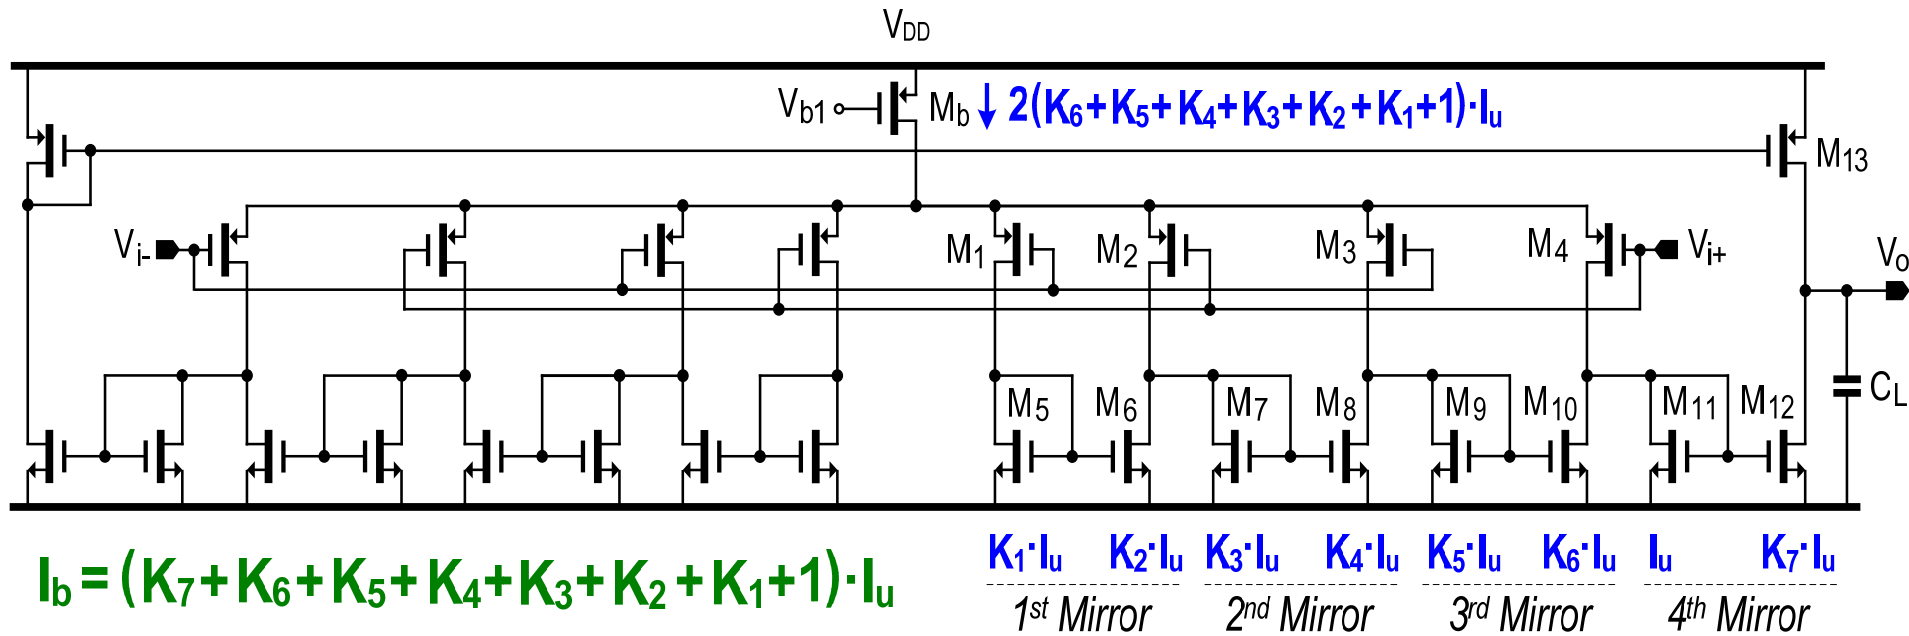 VDD
Vb1
Mb
2(K6+K5+K4+K3+K2+K1+1)·Iu
M13
Vi-
M1
M2
M3
M4
Vi+
Vo
M5
M6
M7
M8
M9
M10
M11
M12
CL
K1·Iu
K2·Iu
K3·Iu
K4·Iu
K5·Iu
K6·Iu
Iu
K7·Iu
Ib=(K7+K6+K5+K4+K3+K2+K1+1)·Iu
1st Mirror
2nd Mirror
3rd Mirror
4th Mirror